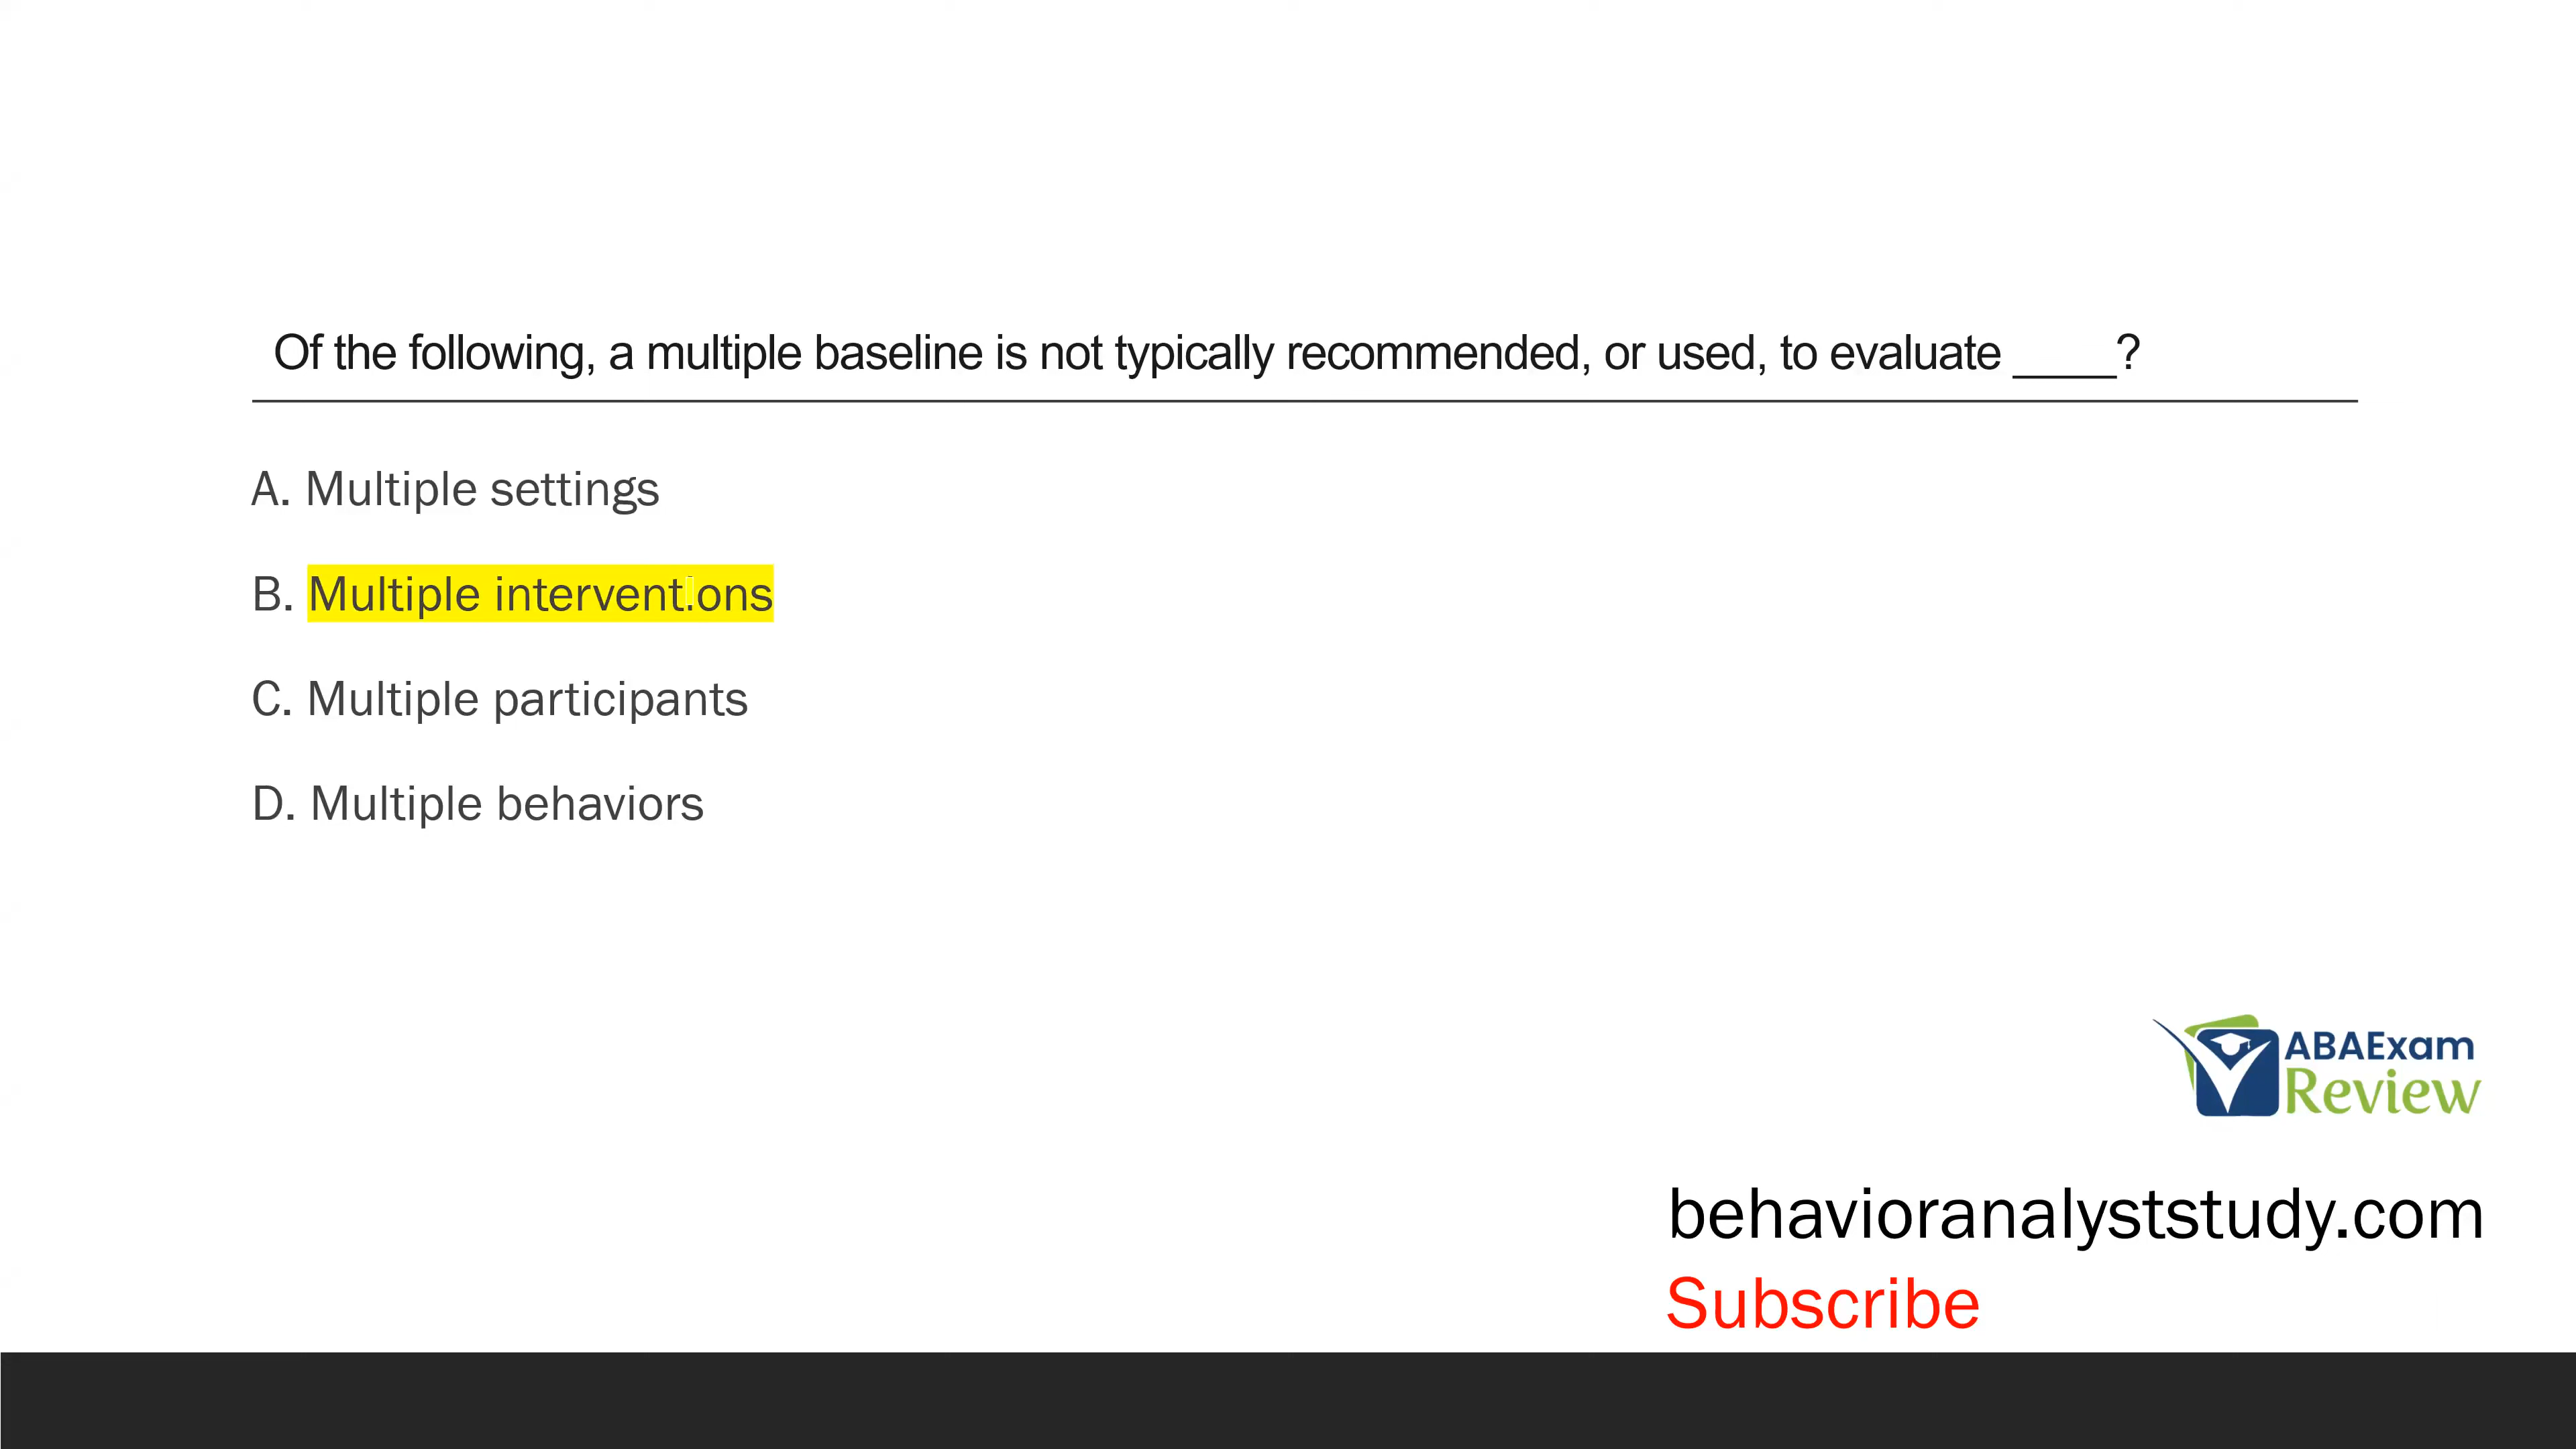 Of the following, a multiple baseline is not typically recommended, or used, to evaluate ____?
A. Multiple settings
B. Multiple interventions
C. Multiple participants
D. Multiple behaviors
ABAExam
Review
behavioranalyststudy.com
Subscribe